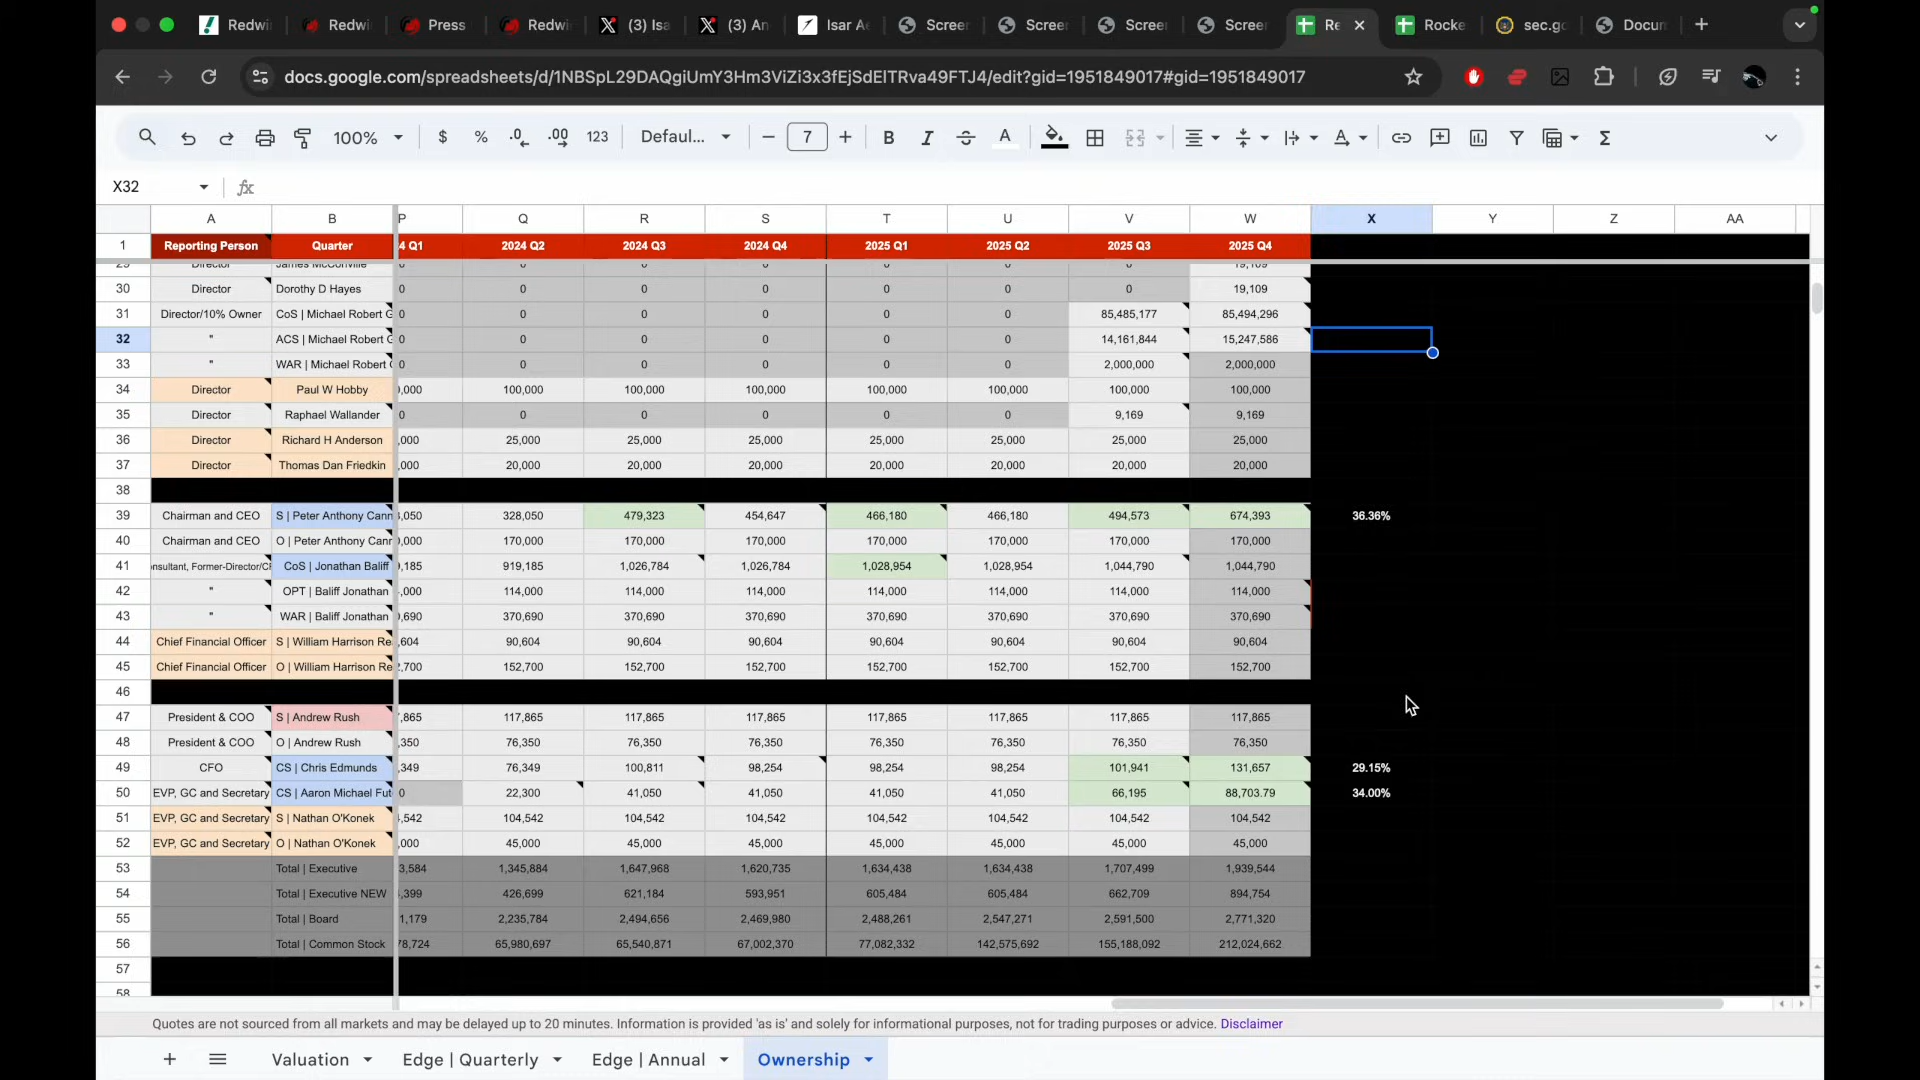 Redwi
Redwi
Press
Redwi
(3) Isa
(3) An
Isar Ae
Screer
Screer
Screer
Screer
Re
Rocke
sec.go
Docun
docs.google.com/spreadsheets/d/1NBSpL29DAQgiUmY3Hm3ViZi3x3fEjSdEITRva49FTJ4/edit?gid=1951849017#gid=1951849017
100% $ % .0 .00 123 Defaul... 7 B I A
X32 fx
A B P Q R S T U V W X Y Z AA
1 Reporting Person Quarter 4 Q1 2024 Q2 2024 Q3 2024 Q4 2025 Q1 2025 Q2 2025 Q3 2025 Q4
29 Director James McConville 0 0 0 0 0 0 0 19,109
30 Director Dorothy D Hayes 0 0 0 0 0 0 0 19,109
31 Director/10% Owner CoS | Michael Robert G 0 0 0 0 0 0 85,485,177 85,494,296
32 " ACS | Michael Robert G 0 0 0 0 0 0 14,161,844 15,247,586
33 " WAR | Michael Robert G 0 0 0 0 0 0 2,000,000 2,000,000
34 Director Paul W Hobby ,000 100,000 100,000 100,000 100,000 100,000 100,000 100,000
35 Director Raphael Wallander 0 0 0 0 0 0 9,169 9,169
36 Director Richard H Anderson ,000 25,000 25,000 25,000 25,000 25,000 25,000 25,000
37 Director Thomas Dan Friedkin ,000 20,000 20,000 20,000 20,000 20,000 20,000 20,000
38
39 Chairman and CEO S | Peter Anthony Cann ,050 328,050 479,323 454,647 466,180 466,180 494,573 674,393 36.36%
40 Chairman and CEO O | Peter Anthony Cann ,000 170,000 170,000 170,000 170,000 170,000 170,000 170,000
41 nsultant, Former-Director/CF CoS | Jonathan Baliff ,185 919,185 1,026,784 1,026,784 1,028,954 1,028,954 1,044,790 1,044,790
42 " OPT | Baliff Jonathan ,000 114,000 114,000 114,000 114,000 114,000 114,000 114,000
43 " WAR | Baliff Jonathan ,690 370,690 370,690 370,690 370,690 370,690 370,690 370,690
44 Chief Financial Officer S | William Harrison Re ,604 90,604 90,604 90,604 90,604 90,604 90,604 90,604
45 Chief Financial Officer O | William Harrison Re 2,700 152,700 152,700 152,700 152,700 152,700 152,700 152,700
46
47 President & COO S | Andrew Rush 7,865 117,865 117,865 117,865 117,865 117,865 117,865 117,865
48 President & COO O | Andrew Rush ,350 76,350 76,350 76,350 76,350 76,350 76,350 76,350
49 CFO CS | Chris Edmunds ,349 76,349 100,811 98,254 98,254 98,254 101,941 131,657 29.15%
50 EVP, GC and Secretary CS | Aaron Michael Fut 0 22,300 41,050 41,050 41,050 41,050 66,195 88,703.79 34.00%
51 EVP, GC and Secretary S | Nathan O'Konek ,542 104,542 104,542 104,542 104,542 104,542 104,542 104,542
52 EVP, GC and Secretary O | Nathan O'Konek ,000 45,000 45,000 45,000 45,000 45,000 45,000 45,000
53 Total | Executive 3,584 1,345,884 1,647,968 1,620,735 1,634,438 1,634,438 1,707,499 1,939,544
54 Total | Executive NEW ,399 426,699 621,184 593,951 605,484 605,484 662,709 894,754
55 Total | Board 1,179 2,235,784 2,494,656 2,469,980 2,488,261 2,547,271 2,591,500 2,771,320
56 Total | Common Stock 78,724 65,980,697 65,540,871 67,002,370 77,082,332 142,575,692 155,188,092 212,024,662
57
58
Quotes are not sourced from all markets and may be delayed up to 20 minutes. Information is provided 'as is' and solely for informational purposes, not for trading purposes or advice. Disclaimer
Valuation Edge | Quarterly Edge | Annual Ownership